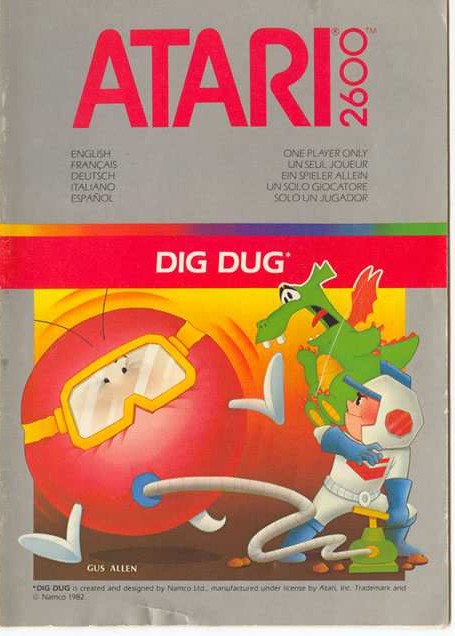 ATARI® 2600™
ENGLISH
FRANÇAIS
DEUTSCH
ITALIANO
ESPAÑOL
ONE PLAYER ONLY
UN SEUL JOUEUR
EIN SPIELER ALLEIN
UN SOLO GIOCATORE
SOLO UN JUGADOR
DIG DUG*
GUS ALLEN
*DIG DUG is created and designed by Namco Ltd., manufactured under license by Atari, Inc. Trademark and
© Namco 1982.